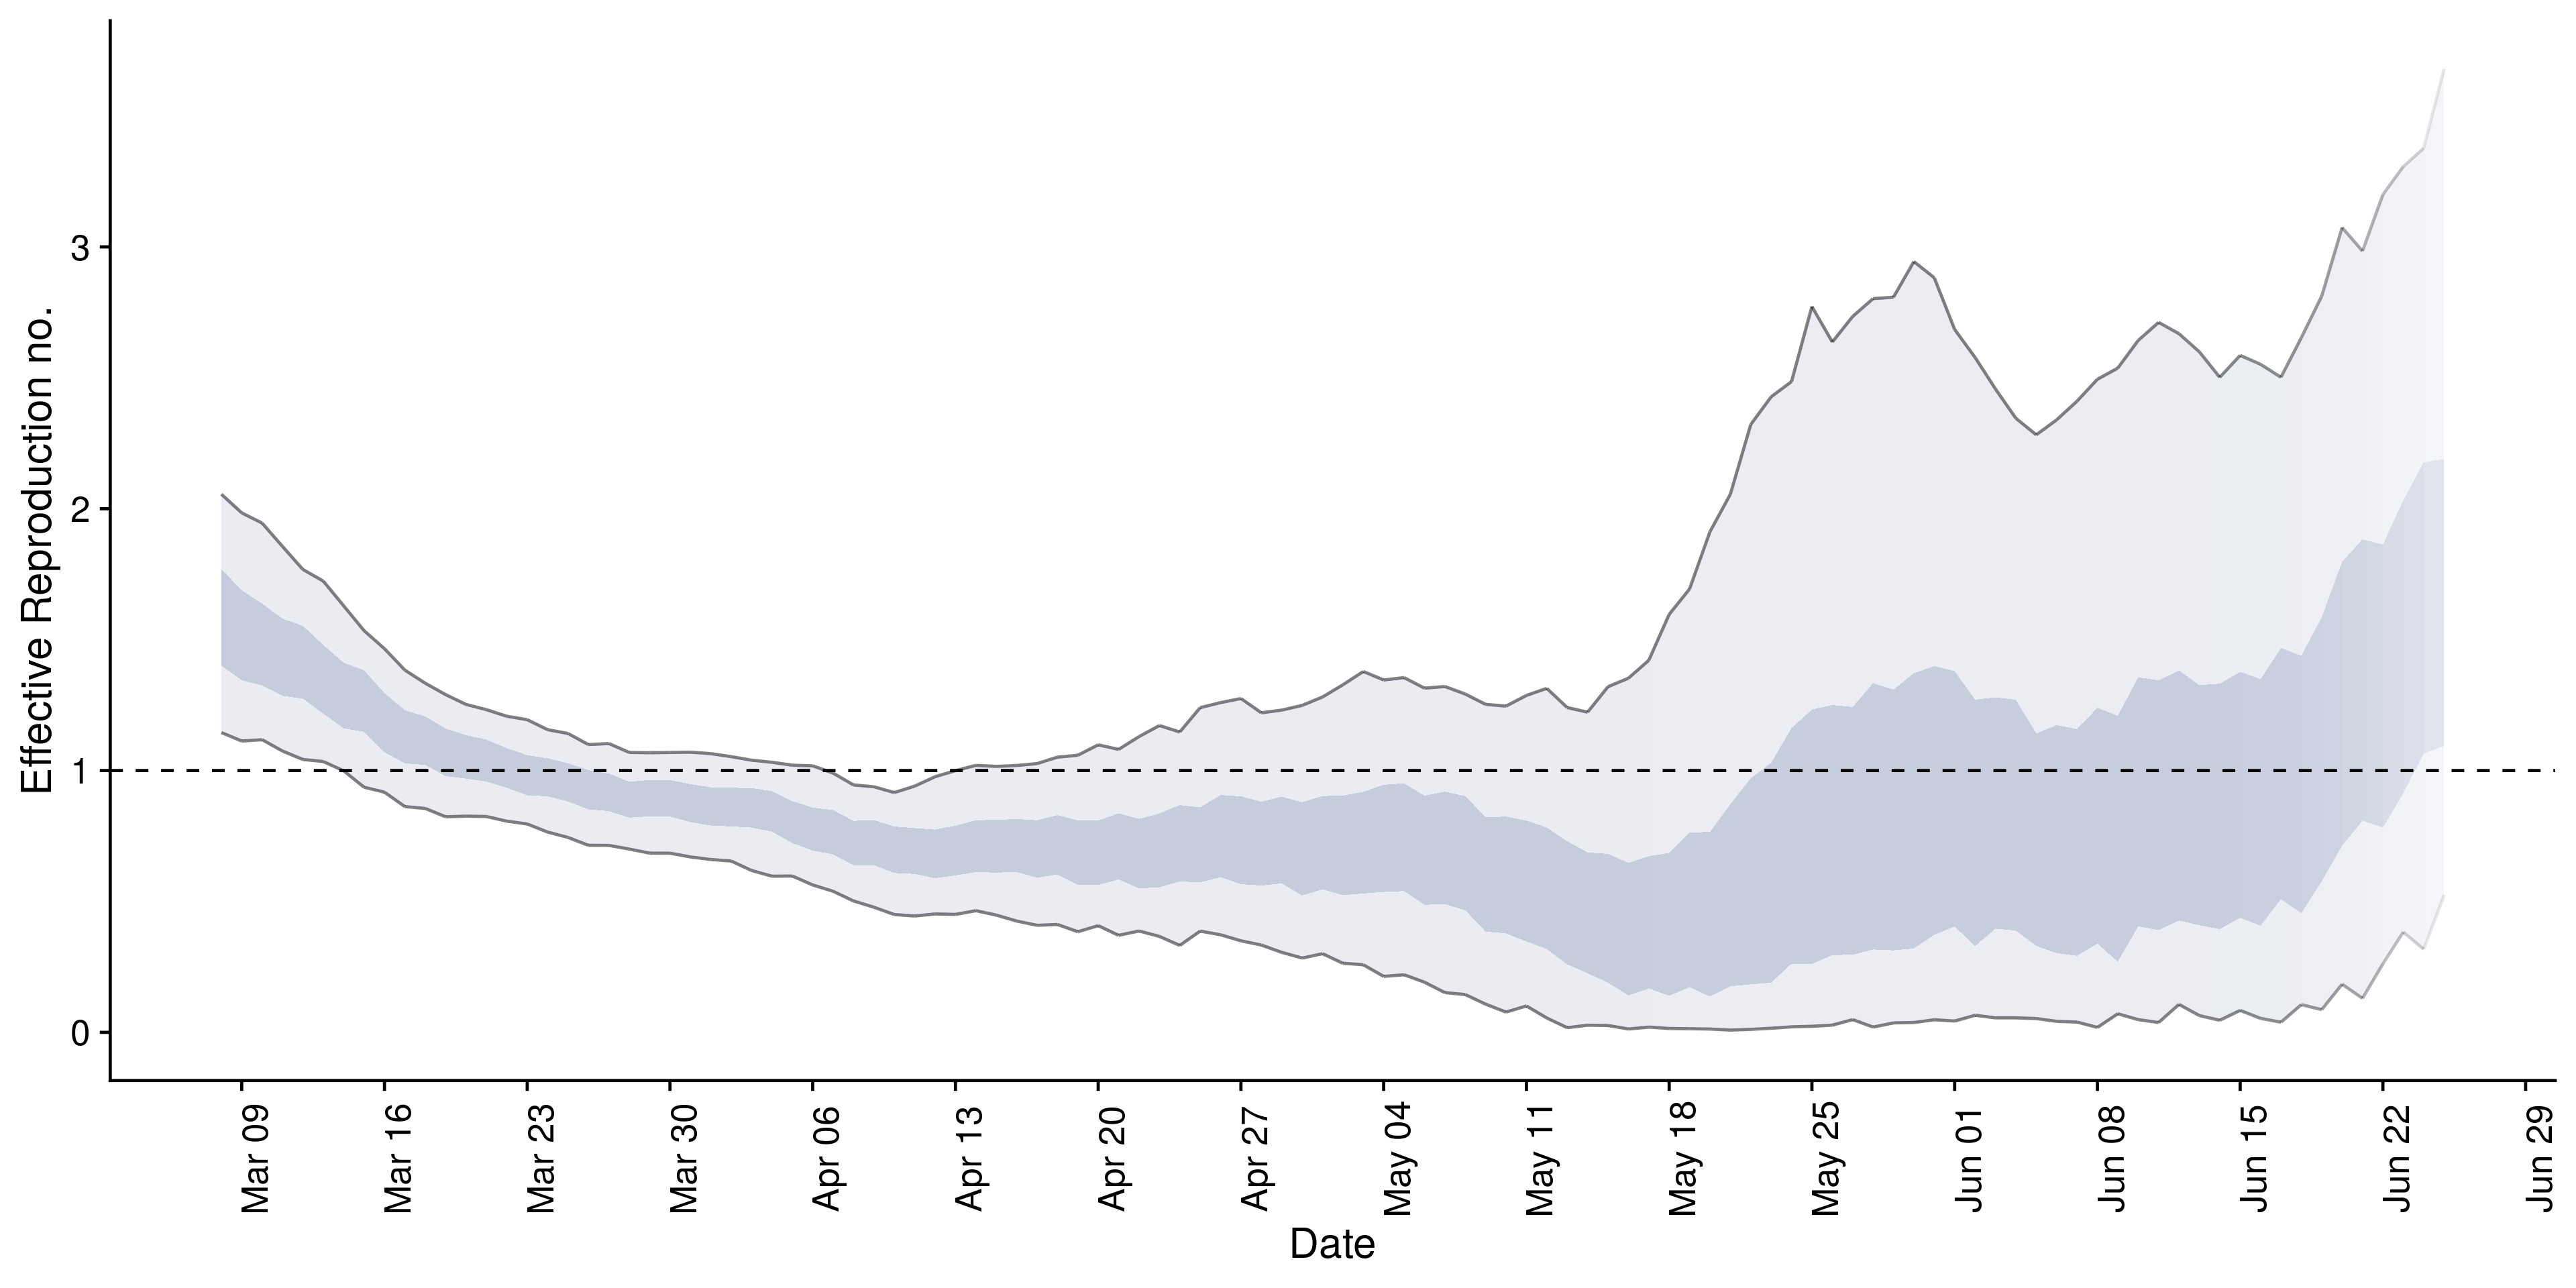 Effective Reproduction no.
3
2
1
0
Mar 09
Mar 16
Mar 23
Mar 30
Apr 06
Apr 13
Apr 20
Apr 27
May 04
May 11
May 18
May 25
Jun 01
Jun 08
Jun 15
Jun 22
Jun 29
Date